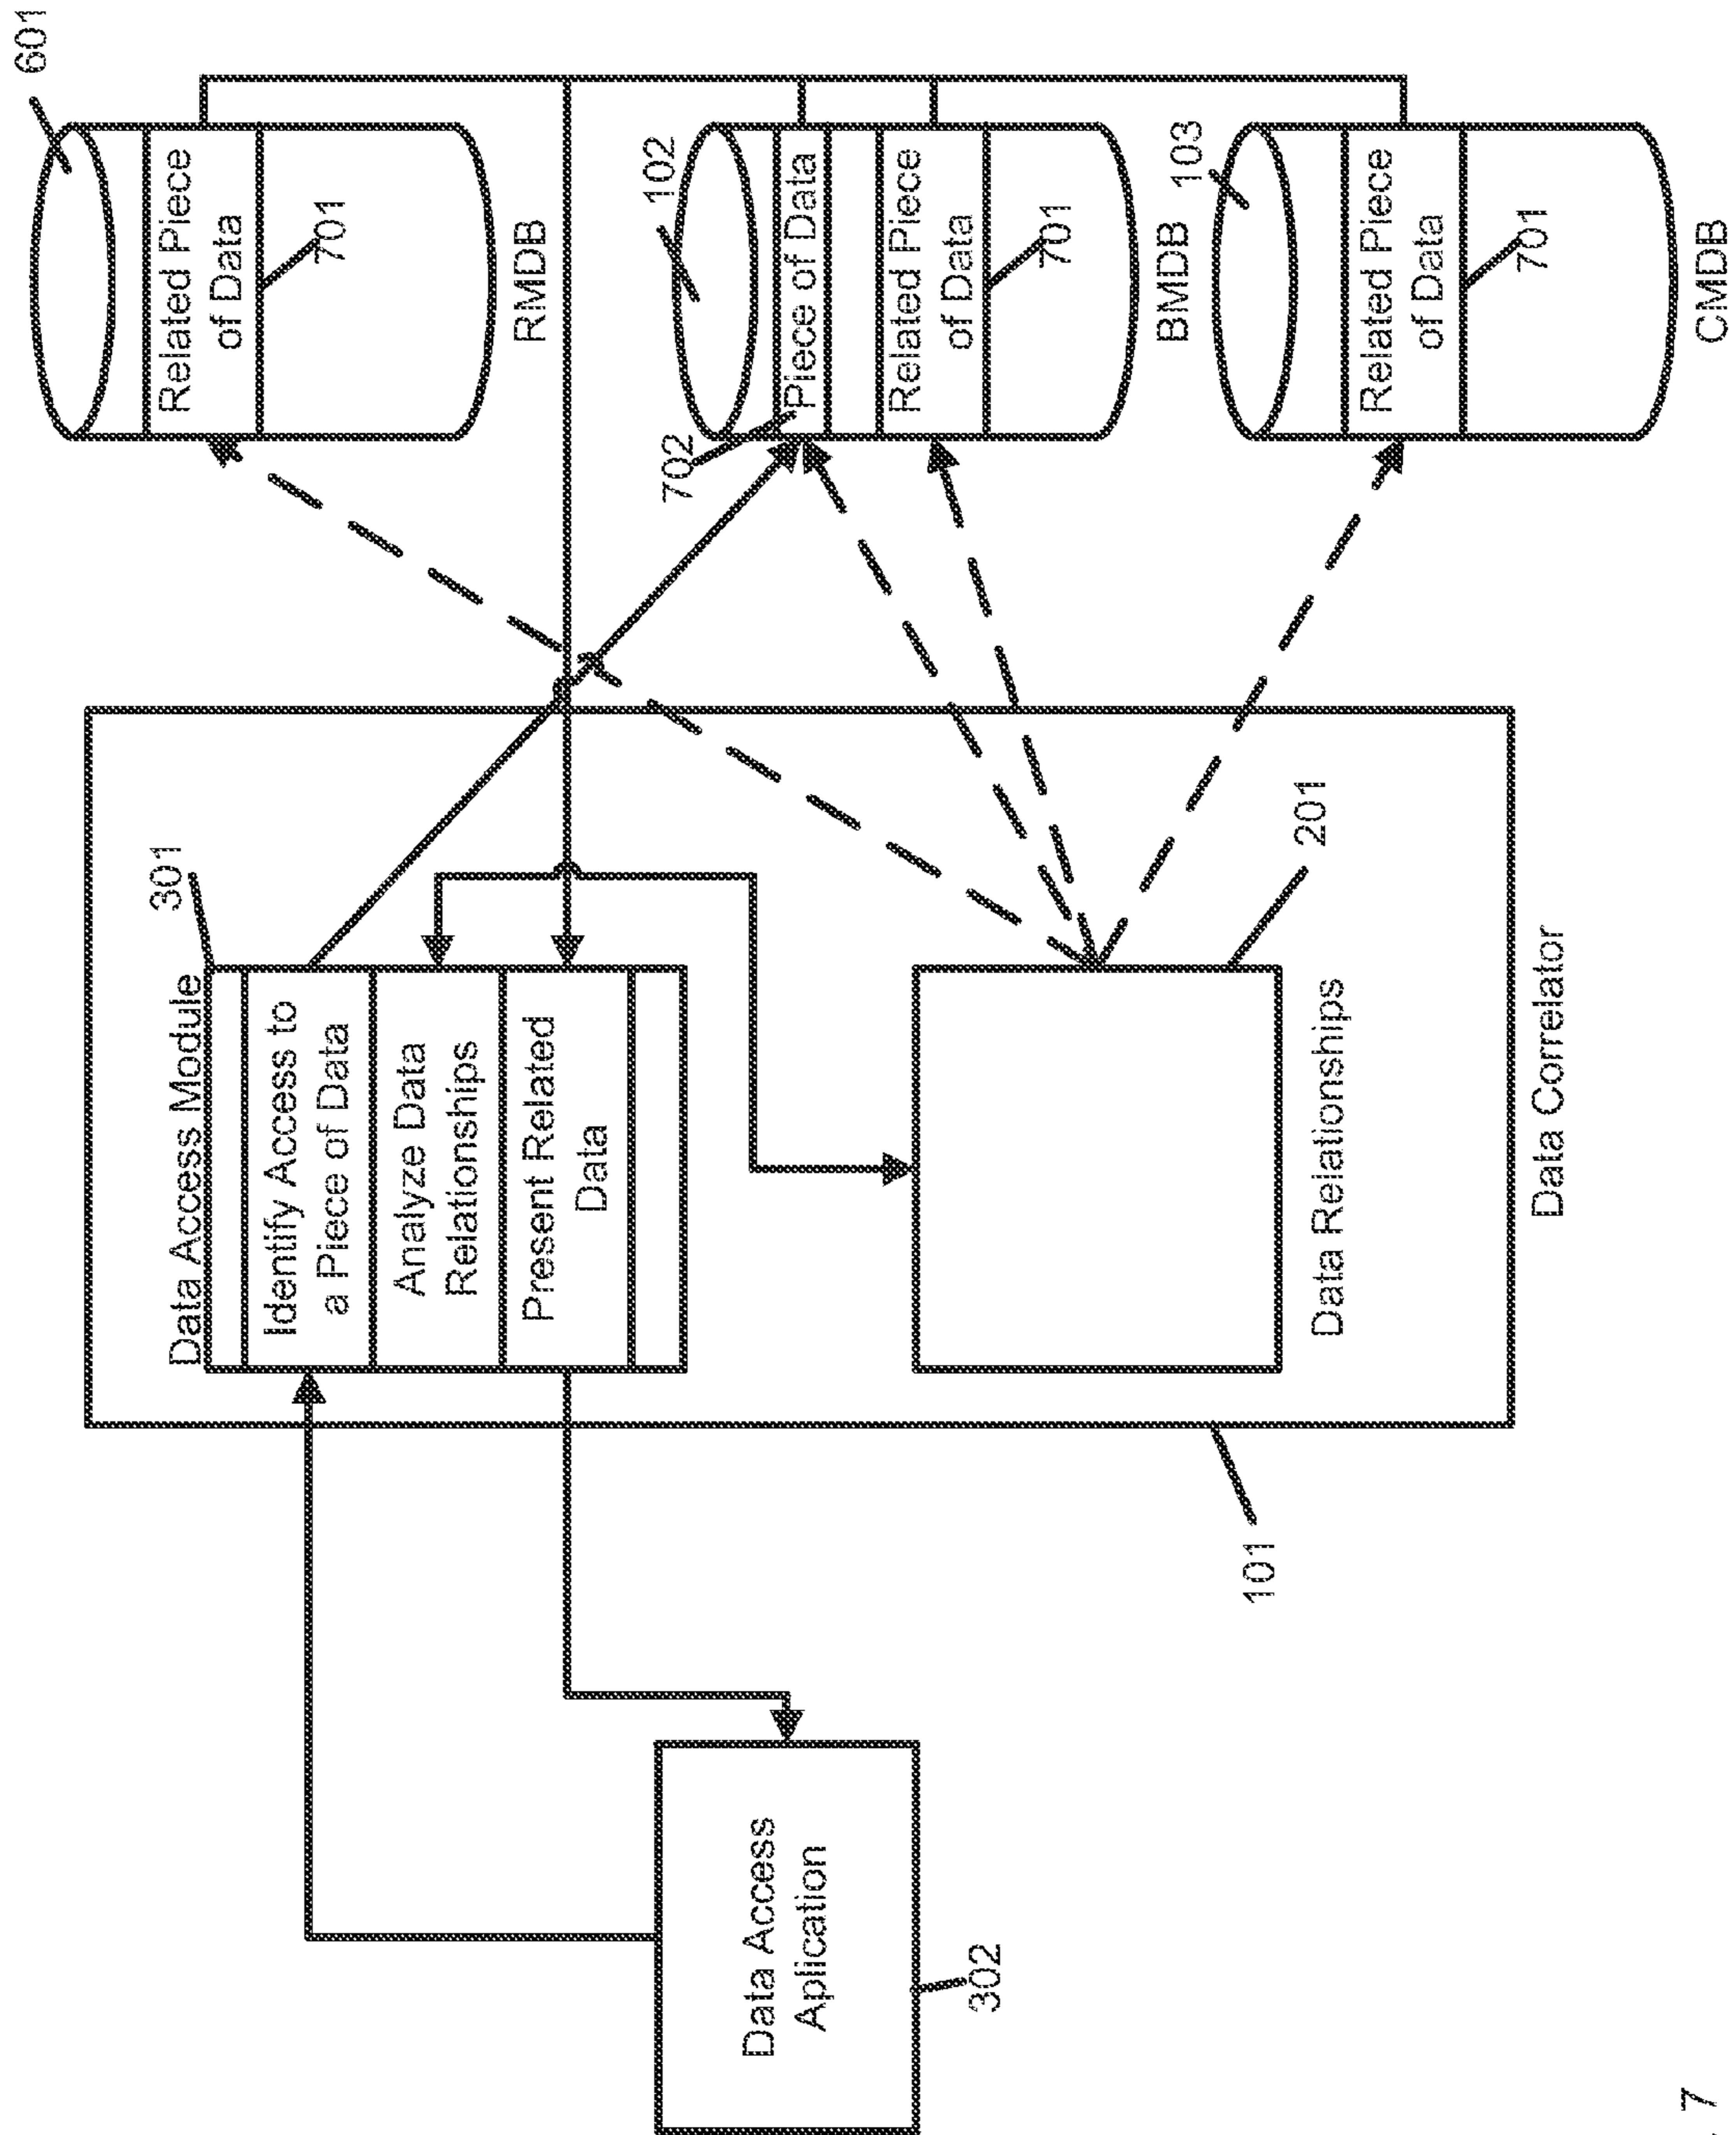 601
Related Piece
of Data
701
RMDB
102
702
Piece of Data
Related Piece
of Data
701
BMDB
103
Related Piece
of Data
701
CMDB
301
Data Access Module
Identify Access to
a Piece of Data
Analyze Data
Relationships
Present Related
Data
201
Data Relationships
Data Correlator
101
Data Access
Aplication
302
. 7